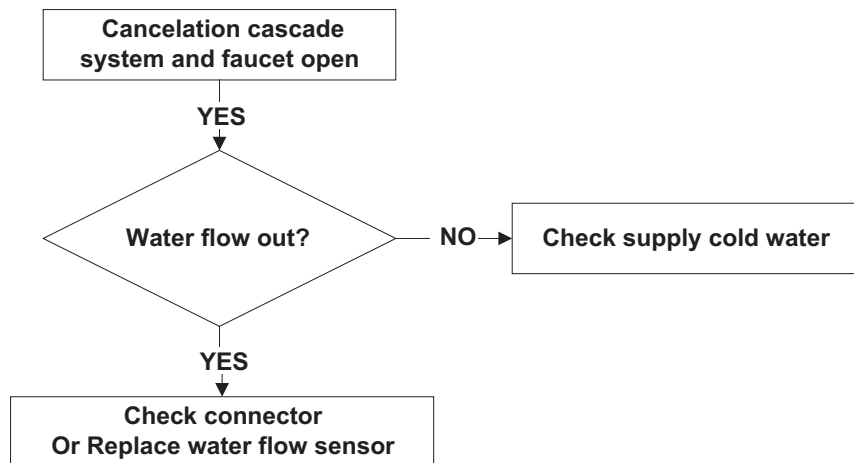 Cancelation cascade
system and faucet open
YES
Water flow out?
NO
Check supply cold water
YES
Check connector
Or Replace water flow sensor